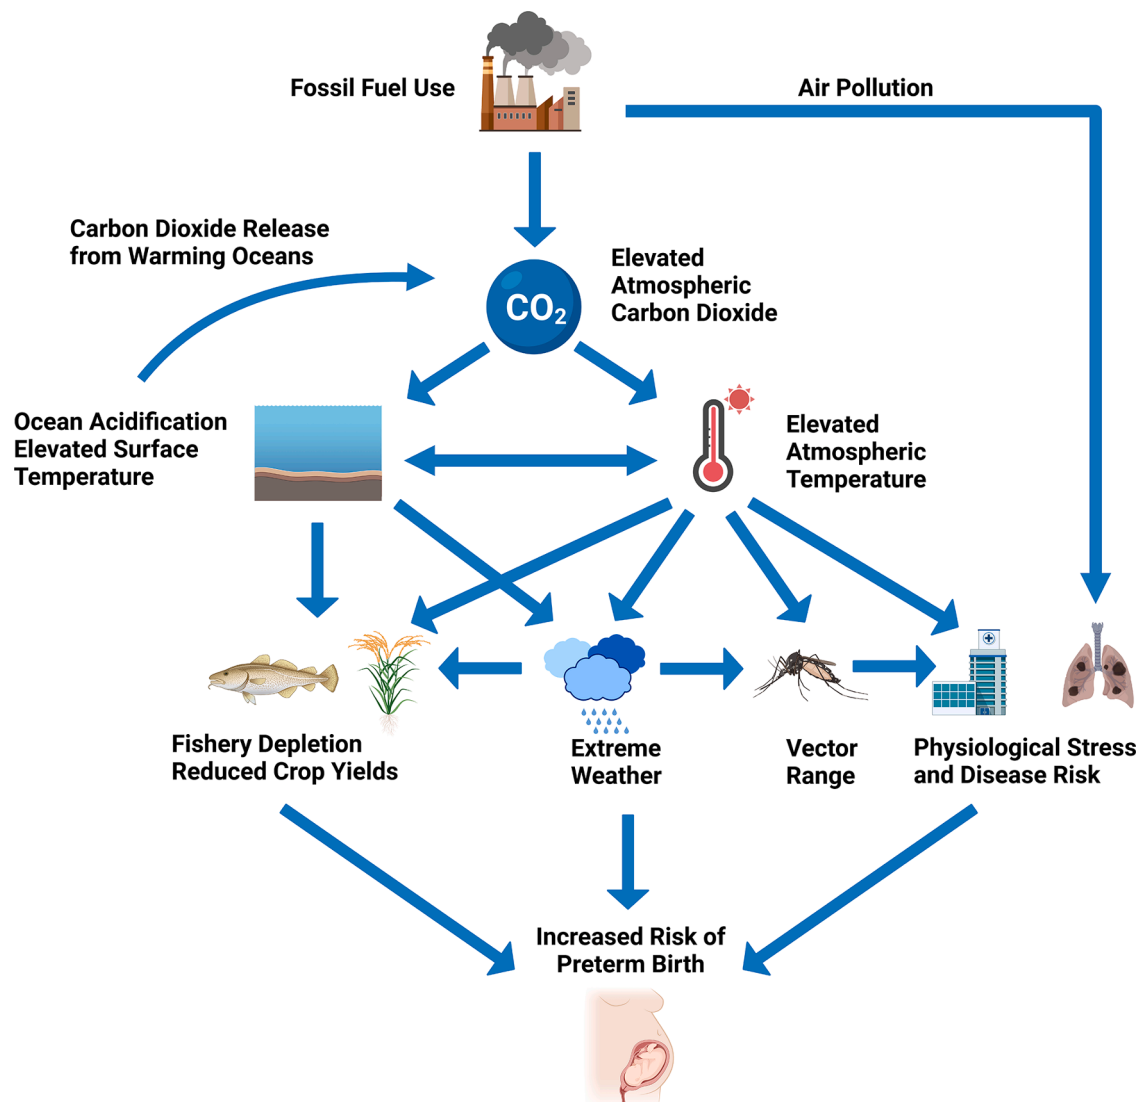 Fossil Fuel Use
Air Pollution
Carbon Dioxide Release
from Warming Oceans
Elevated
Atmospheric
Carbon Dioxide
CO₂
Ocean Acidification
Elevated Surface
Temperature
Elevated
Atmospheric
Temperature
Fishery Depletion
Reduced Crop Yields
Extreme
Weather
Vector
Range
Physiological Stress
and Disease Risk
Increased Risk of
Preterm Birth